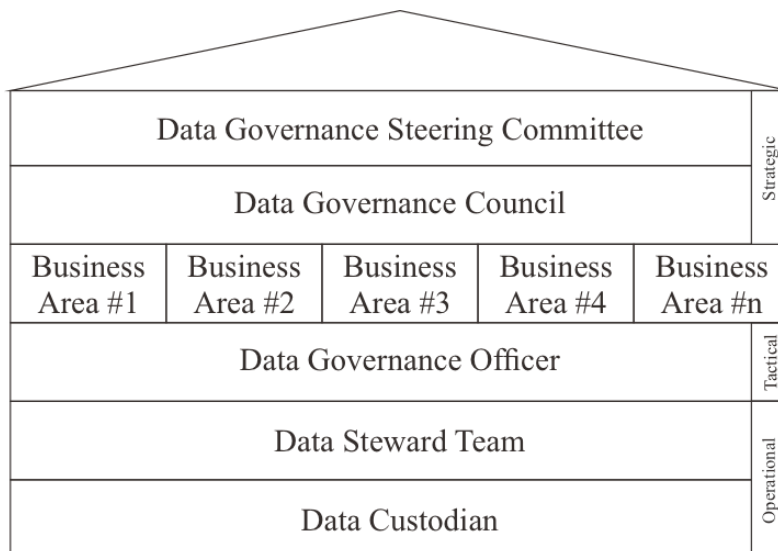 Data Governance Steering Committee
Strategic
Data Governance Council
Business Area #1
Business Area #2
Business Area #3
Business Area #4
Business Area #n
Data Governance Officer
Tactical
Data Steward Team
Operational
Data Custodian